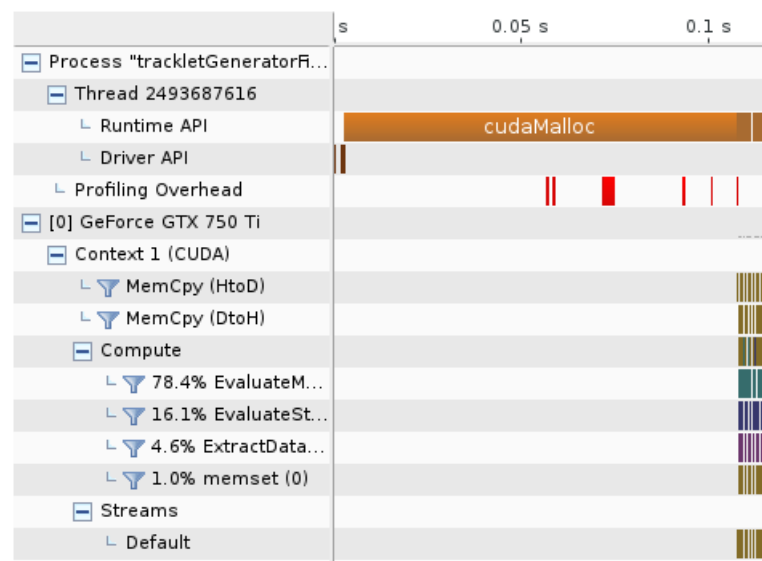 s 0.05 s 0.1 s
Process "trackletGeneratorFi...
Thread 2493687616
Runtime API cudaMalloc
Driver API
Profiling Overhead
[0] GeForce GTX 750 Ti
Context 1 (CUDA)
MemCpy (HtoD)
MemCpy (DtoH)
Compute
78.4% EvaluateM...
16.1% EvaluateSt...
4.6% ExtractData...
1.0% memset (0)
Streams
Default